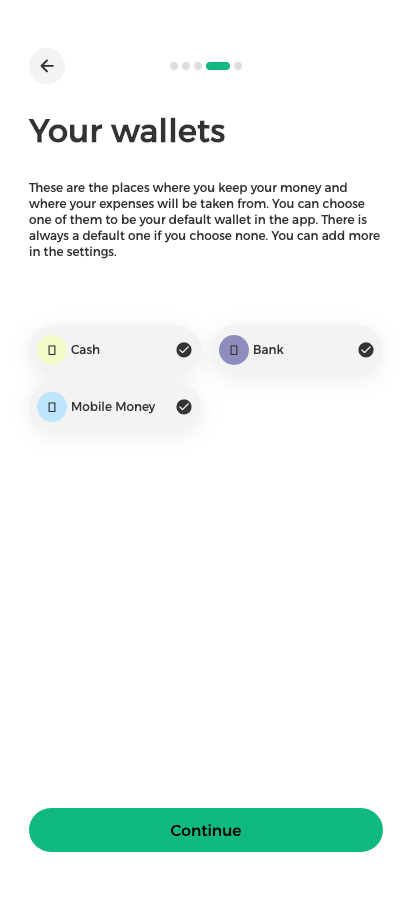 Your wallets
These are the places where you keep your money and
where your expenses will be taken from. You can choose
one of them to be your default wallet in the app. There is
always a default one if you choose none. You can add more
in the settings.
Cash
Bank
Mobile Money
Continue